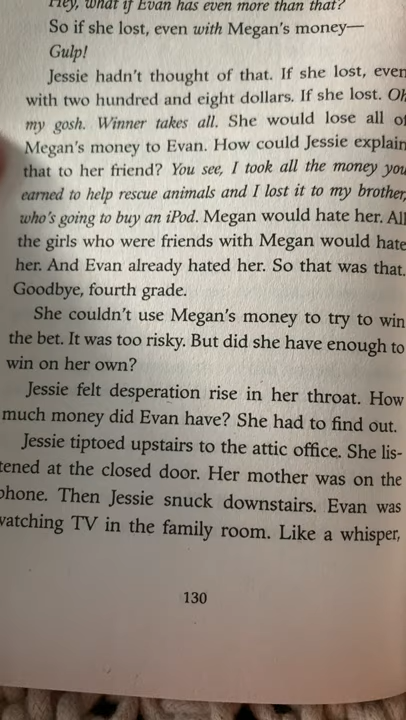 Hey, what if Evan has even more than that?
So if she lost, even with Megan's money—
Gulp!
Jessie hadn't thought of that. If she lost, even
with two hundred and eight dollars. If she lost. Oh
my gosh. Winner takes all. She would lose all of
Megan's money to Evan. How could Jessie explain
that to her friend? You see, I took all the money you
earned to help rescue animals and I lost it to my brother,
who's going to buy an iPod. Megan would hate her. All
the girls who were friends with Megan would hate
her. And Evan already hated her. So that was that.
Goodbye, fourth grade.
She couldn't use Megan's money to try to win
the bet. It was too risky. But did she have enough to
win on her own?
Jessie felt desperation rise in her throat. How
much money did Evan have? She had to find out.
Jessie tiptoed upstairs to the attic office. She lis-
tened at the closed door. Her mother was on the
phone. Then Jessie snuck downstairs. Evan was
watching TV in the family room. Like a whisper,
130